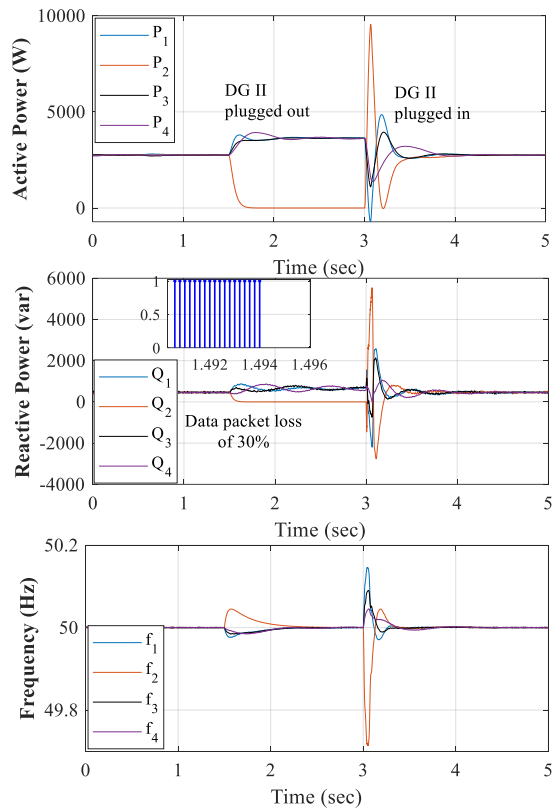 10000
5000
0
Active Power (W)
P1
P2
P3
P4
DG II
plugged out
DG II
plugged in
0 1 2 3 4 5
Time (sec)
6000
4000
2000
0
-2000
-4000
Reactive Power (var)
1
0.5
0
1.492 1.494 1.496
Q1
Q2
Q3
Q4
Data packet loss
of 30%
0 1 2 3 4 5
Time (sec)
50.2
50
49.8
Frequency (Hz)
f1
f2
f3
f4
0 1 2 3 4 5
Time (sec)